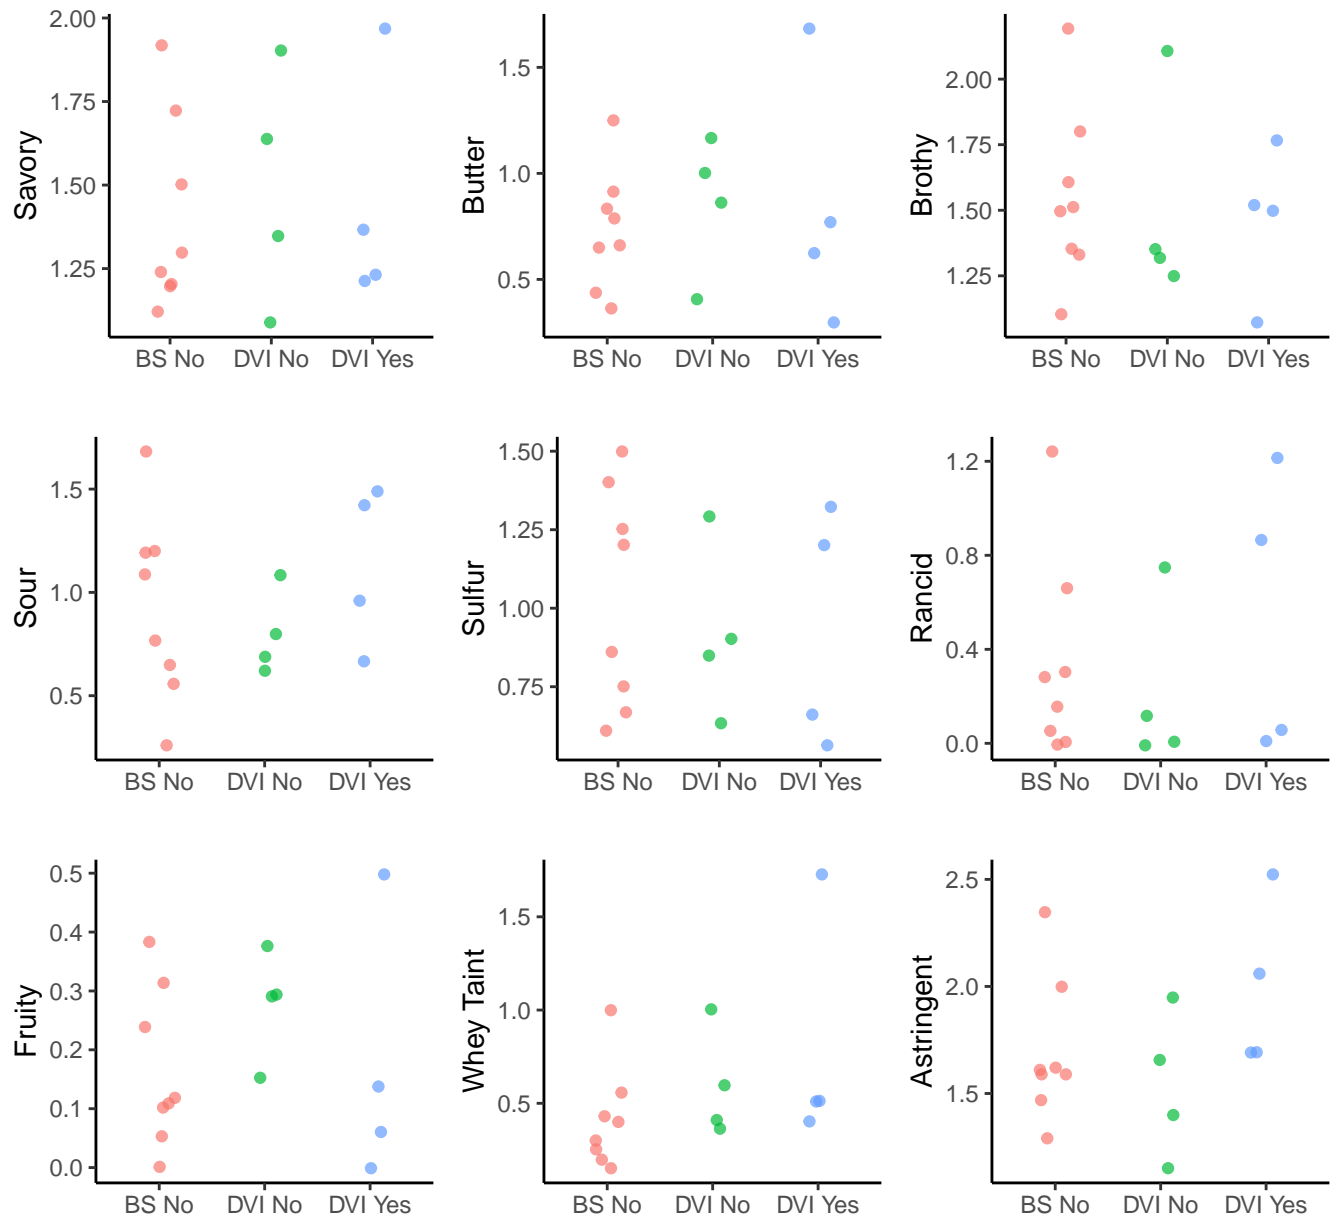 Savory
2.00
1.75
1.50
1.25
BS No DVI No DVI Yes
Butter
1.5
1.0
0.5
BS No DVI No DVI Yes
Brothy
2.00
1.75
1.50
1.25
BS No DVI No DVI Yes
Sour
1.5
1.0
0.5
BS No DVI No DVI Yes
Sulfur
1.50
1.25
1.00
0.75
BS No DVI No DVI Yes
Rancid
1.2
0.8
0.4
0.0
BS No DVI No DVI Yes
Fruity
0.5
0.4
0.3
0.2
0.1
0.0
BS No DVI No DVI Yes
Whey Taint
1.5
1.0
0.5
BS No DVI No DVI Yes
Astringent
2.5
2.0
1.5
BS No DVI No DVI Yes